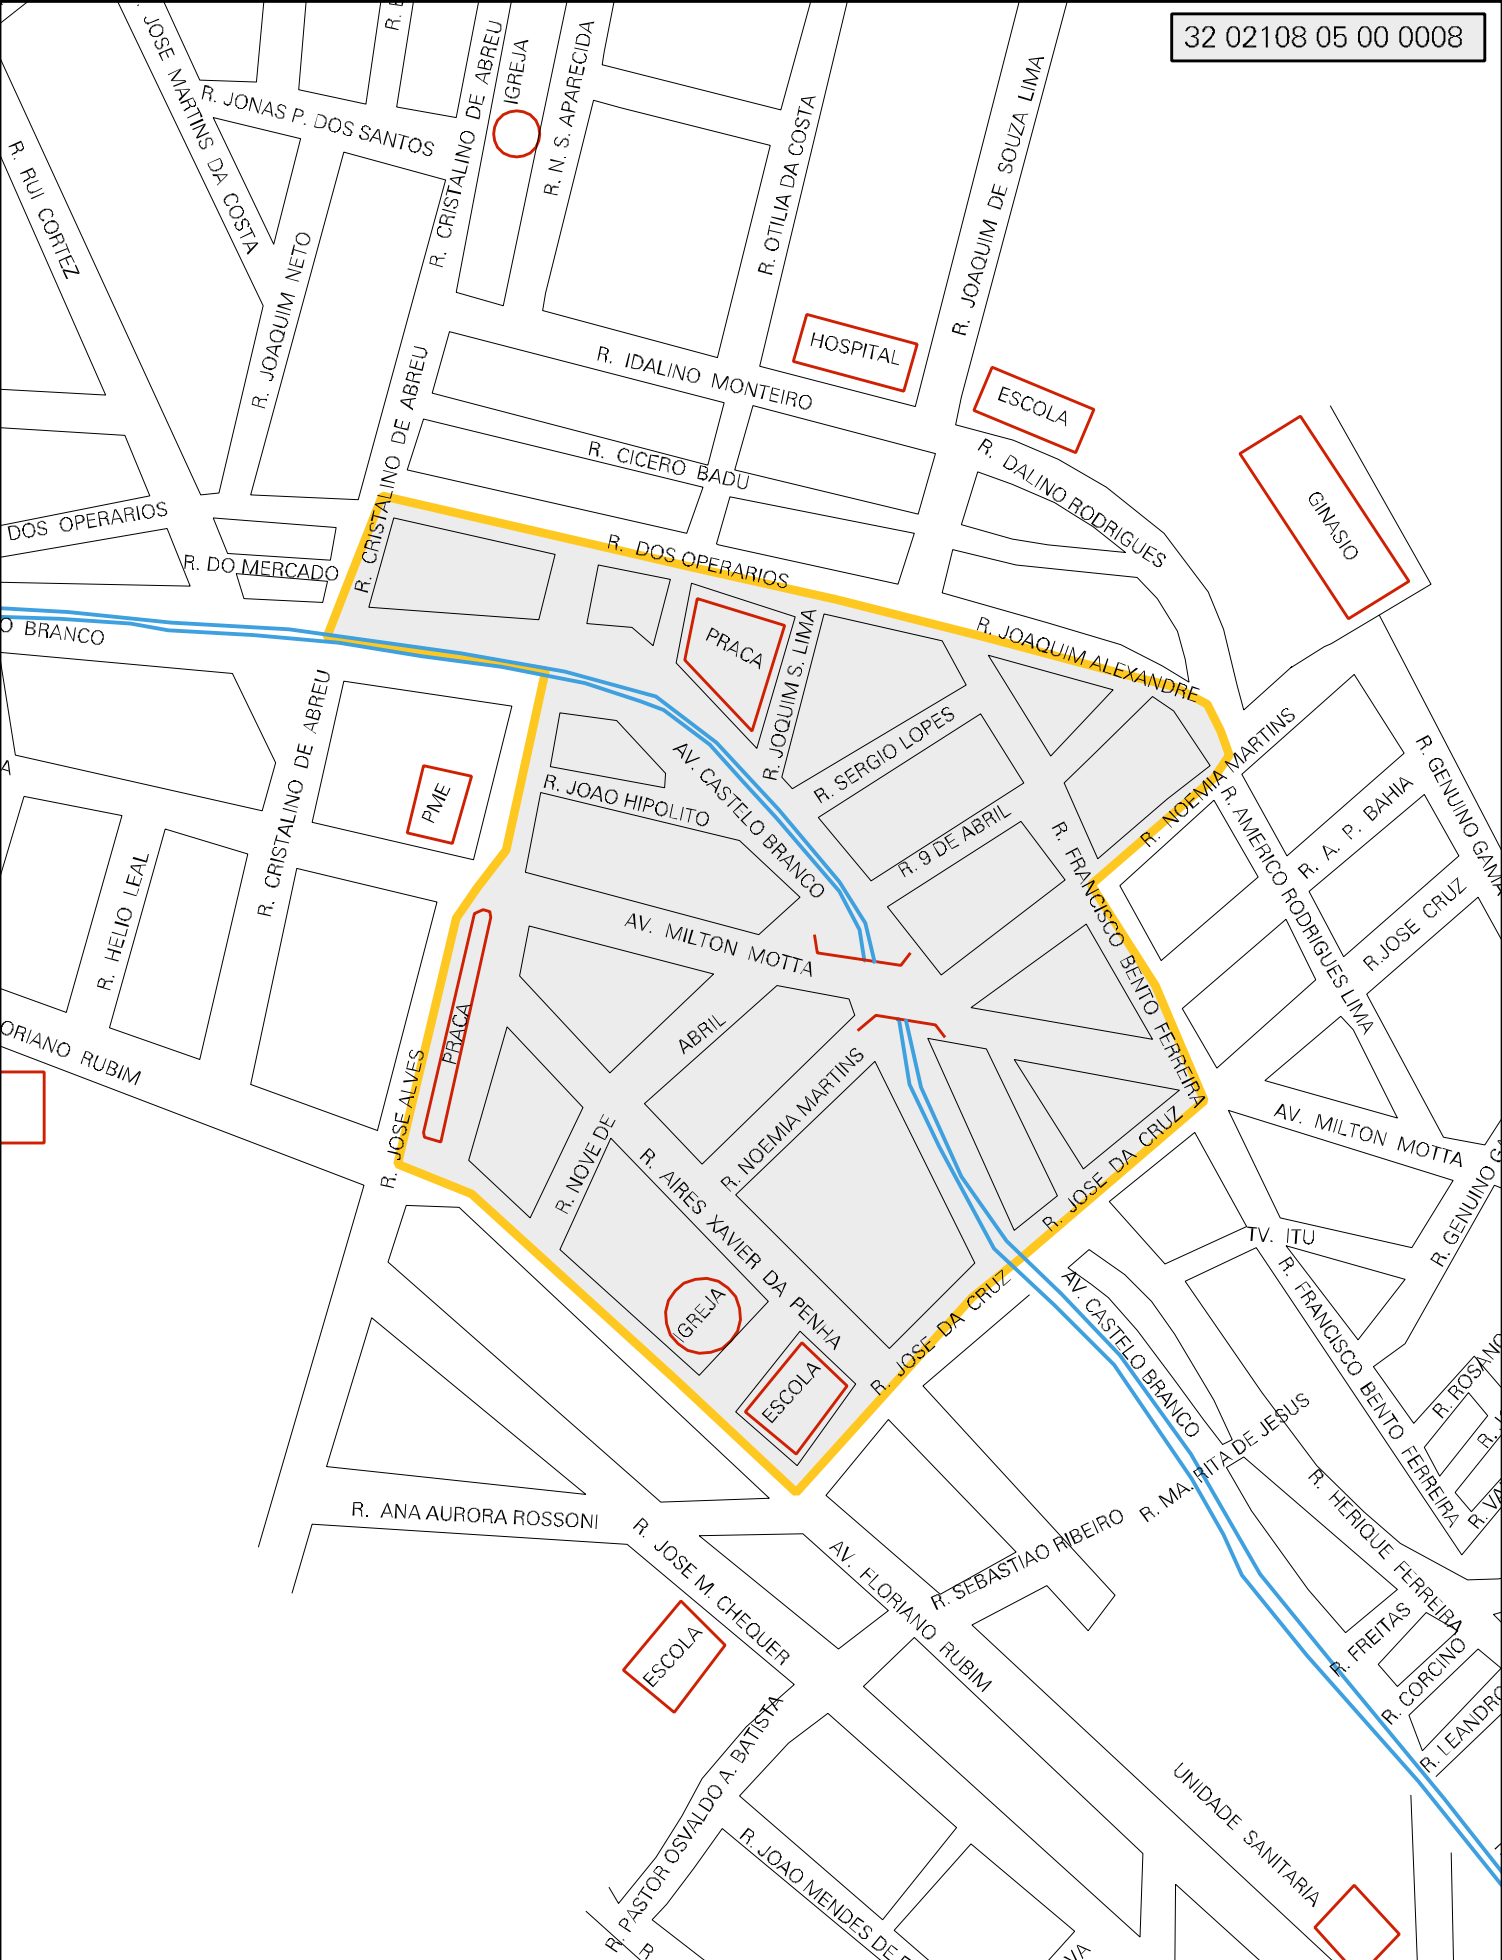 32 02108 05 00 0008
JOSE MARTINS DA COSTA
R. JONAS P. DOS SANTOS
R. CRISTALINO DE ABREU
IGREJA
R. N. S. APARECIDA
R. OTILIA DA COSTA
R. JOAQUIM DE SOUZA LIMA
R. RUI CORTEZ
R. JOAQUIM NETO
HOSPITAL
R. IDALINO MONTEIRO
ESCOLA
R. CRISTALINO DE ABREU
R. CICERO BADU
R. DALINO RODRIGUES
GINASIO
DOS OPERARIOS
R. DO MERCADO
R. CRISTALINO DE ABREU
R. DOS OPERARIOS
O BRANCO
PRACA
R. JOQUIM S. LIMA
R. JOAQUIM ALEXANDRE
R. CRISTALINO DE ABREU
R. SERGIO LOPES
R. NOEMIA MARTINS
R. GENUINO GAMA
PME
R. JOAO HIPOLITO
AV. CASTELO BRANCO
R. 9 DE ABRIL
R. FRANCISCO BENTO FERREIRA
R. AMERICO RODRIGUES LIMA
R. A. P. BAHIA
R.JOSE CRUZ
R. HELIO LEAL
AV. MILTON MOTTA
ORIANO RUBIM
PRACA
R. JOSE ALVES
ABRIL
R. NOVE DE
R. NOEMIA MARTINS
R. AIRES XAVIER DA PENHA
R. JOSE DA CRUZ
AV. MILTON MOTTA
TV. ITU
R. GENUINO GA
IGREJA
ESCOLA
R. JOSE DA CRUZ
AV. CASTELO BRANCO
R. FRANCISCO BENTO FERREIRA
R. ROSANG
R. MA. RITA DE JESUS
R. SEBASTIAO RIBEIRO
R. HERIQUE FERREIRA
R. VA
R. ANA AURORA ROSSONI
R. JOSE M. CHEQUER
AV. FLORIANO RUBIM
ESCOLA
R. FREITAS
R. CORCINO
R. LEANDRO
R. PASTOR OSVALDO A. BATISTA
UNIDADE SANITARIA
R. JOAO MENDES DE
R.